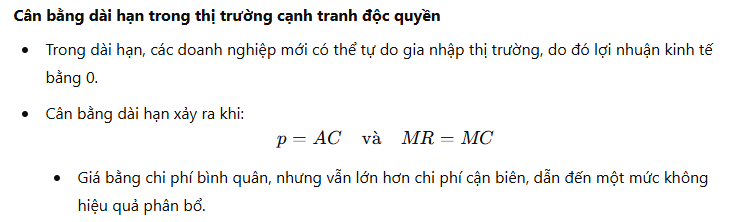 Cân bằng dài hạn trong thị trường cạnh tranh độc quyền
• Trong dài hạn, các doanh nghiệp mới có thể tự do gia nhập thị trường, do đó lợi nhuận kinh tế
bằng 0.
• Cân bằng dài hạn xảy ra khi:
p = AC và MR = MC
• Giá bằng chi phí bình quân, nhưng vẫn lớn hơn chi phí cận biên, dẫn đến một mức không
hiệu quả phân bổ.